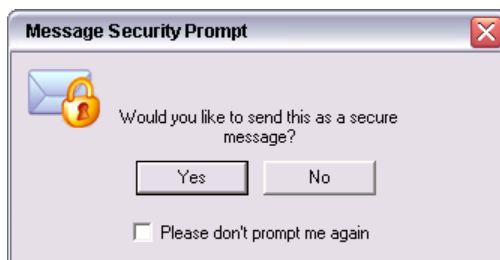 Message Security Prompt
Would you like to send this as a secure
message?
Yes No
Please don't prompt me again